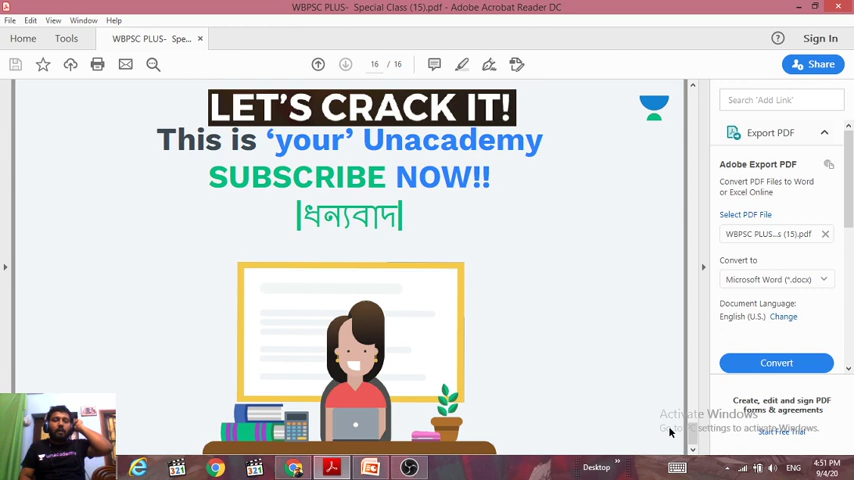 WBPSC PLUS- Special Class (15).pdf - Adobe Acrobat Reader DC
File Edit View Window Help
Home Tools WBPSC PLUS- Spe... × Sign In
16 / 16 Share
LET'S CRACK IT!
This is ‘your’ Unacademy
SUBSCRIBE NOW!!
|ধন্যবাদ|
Search 'Add Link'
Export PDF
Adobe Export PDF
Convert PDF Files to Word
or Excel Online
Select PDF File
WBPSC PLUS...s (15).pdf
Convert to
Microsoft Word (*.docx)
Document Language:
English (U.S.) Change
Convert
Create, edit and sign PDF
forms & agreements
Start Free Trial
Activate Windows
Go to PC settings to activate Windows.
unacademy
321 321
Desktop
ENG
4:51 PM
9/4/20